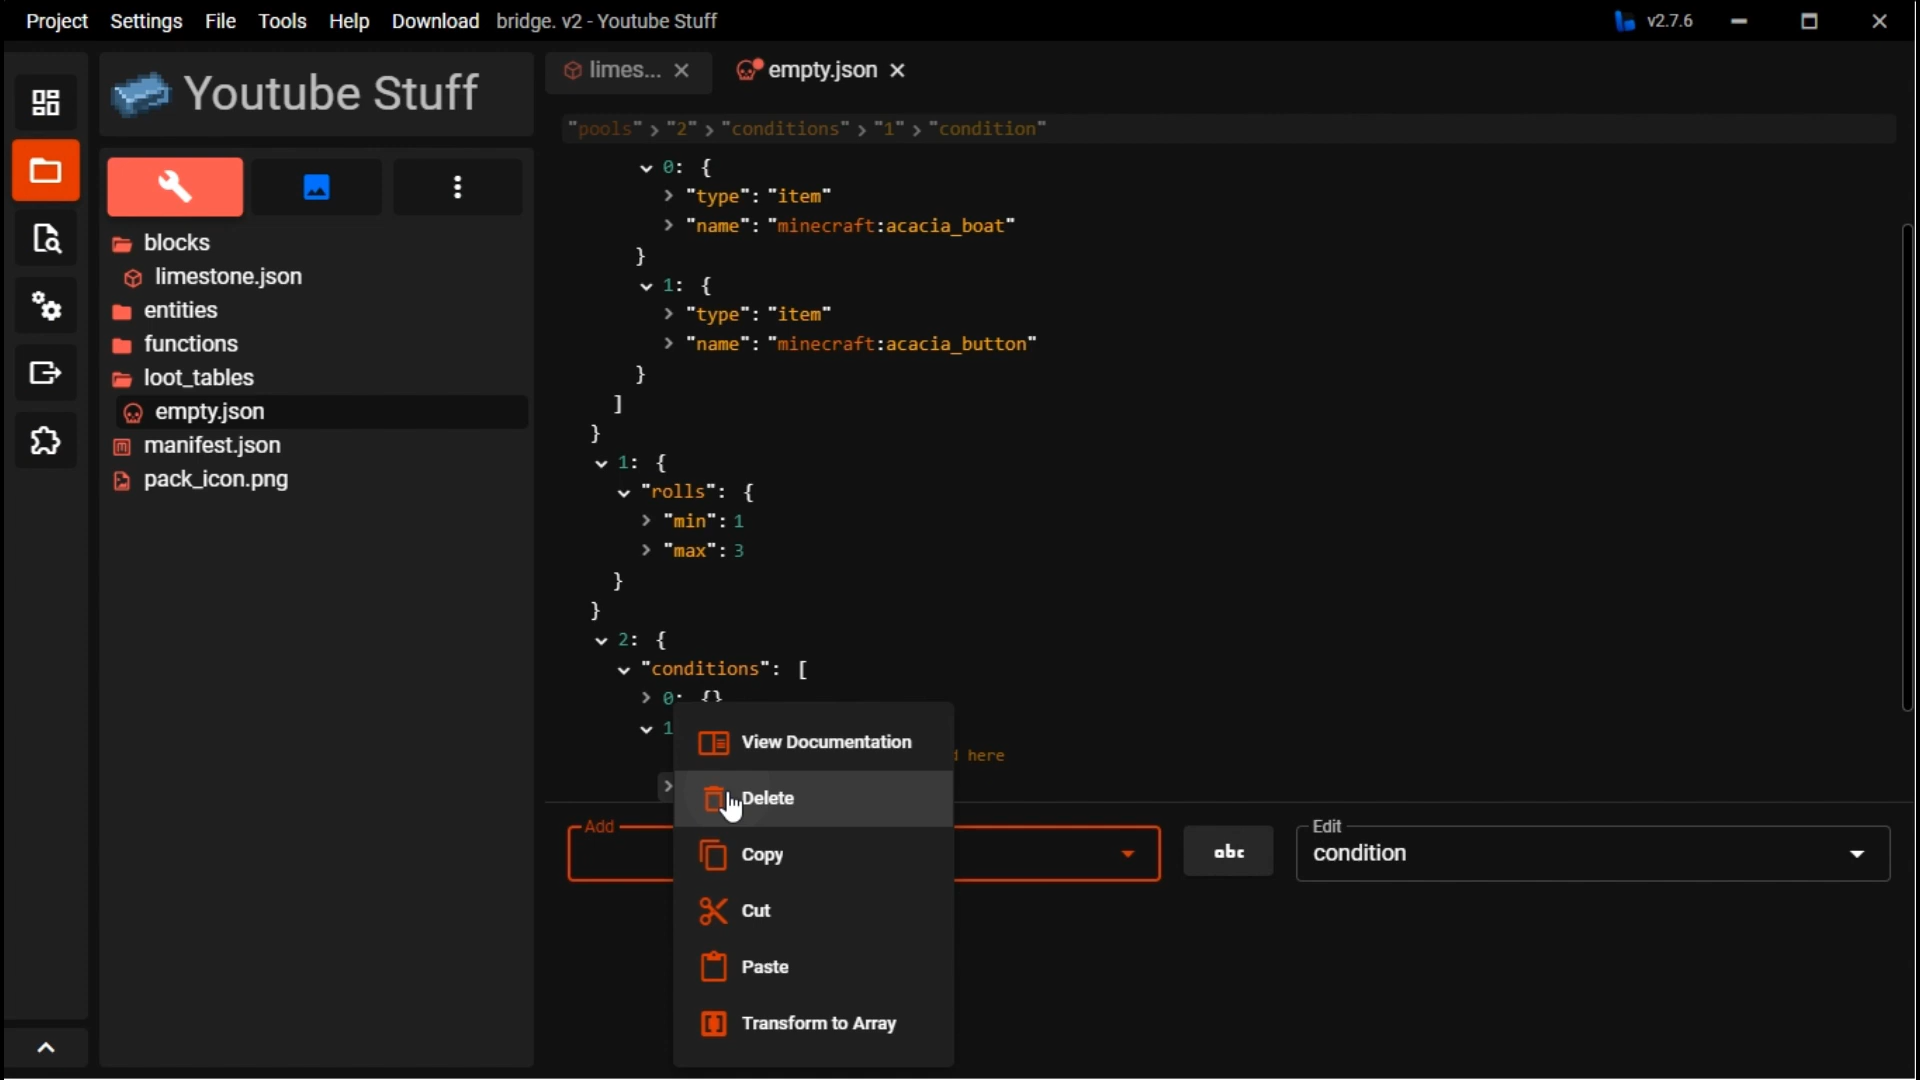 Project Settings File Tools Help Download bridge. v2 - Youtube Stuff v2.7.6
Youtube Stuff
limes... empty.json
blocks
limestone.json
entities
functions
loot_tables
empty.json
manifest.json
pack_icon.png
"pools" > "2" > "conditions" > "1" > "condition"
0: {
"type": "item"
"name": "minecraft:acacia_boat"
}
1: {
"type": "item"
"name": "minecraft:acacia_button"
}
]
}
1: {
"rolls": {
"min": 1
"max": 3
}
}
2: {
"conditions": [
0: {}
1
here
View Documentation
Delete
Copy
Cut
Paste
Transform to Array
Add
abc
Edit
condition